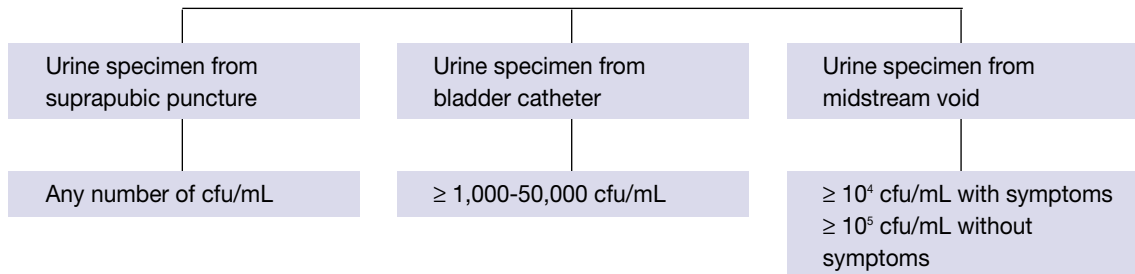 Urine specimen from
suprapubic puncture
Urine specimen from
bladder catheter
Urine specimen from
midstream void
Any number of cfu/mL
≥ 1,000-50,000 cfu/mL
≥ 10⁴ cfu/mL with symptoms
≥ 10⁵ cfu/mL without
symptoms